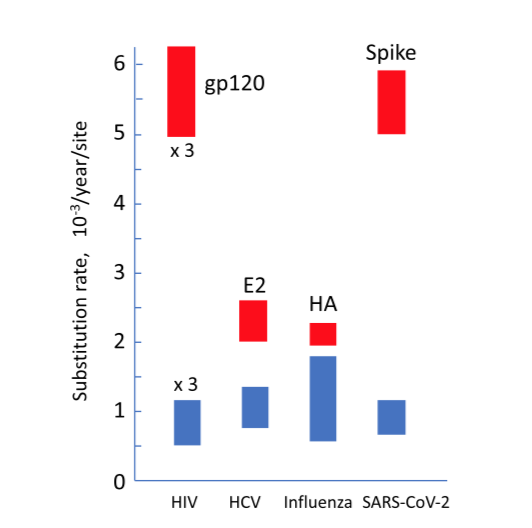 Spike
6
gp120
5
x 3
4
3
E2
HA
2
x 3
1
0
Substitution rate, 10⁻³/year/site
HIV HCV Influenza SARS-CoV-2